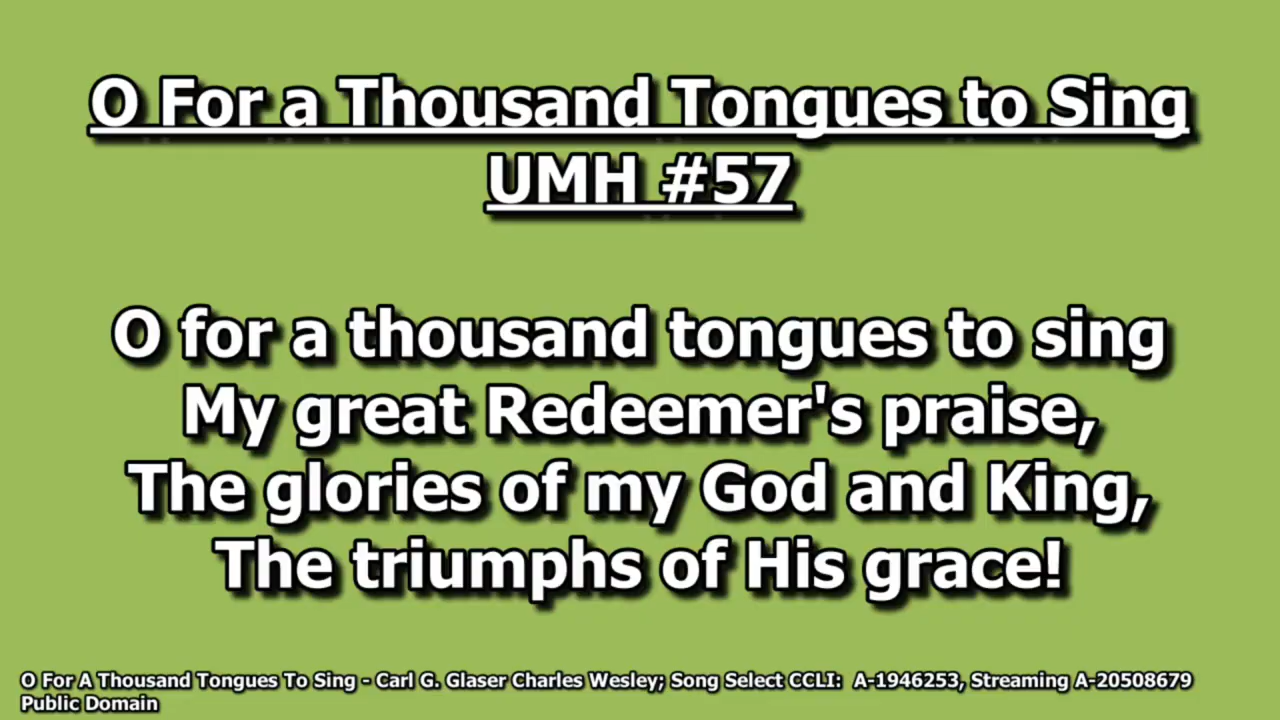 O For a Thousand Tongues to Sing
UMH #57
O for a thousand tongues to sing
My great Redeemer's praise,
The glories of my God and King,
The triumphs of His grace!
O For A Thousand Tongues To Sing - Carl G. Glaser Charles Wesley; Song Select CCLI:  A-1946253, Streaming A-20508679
Public Domain